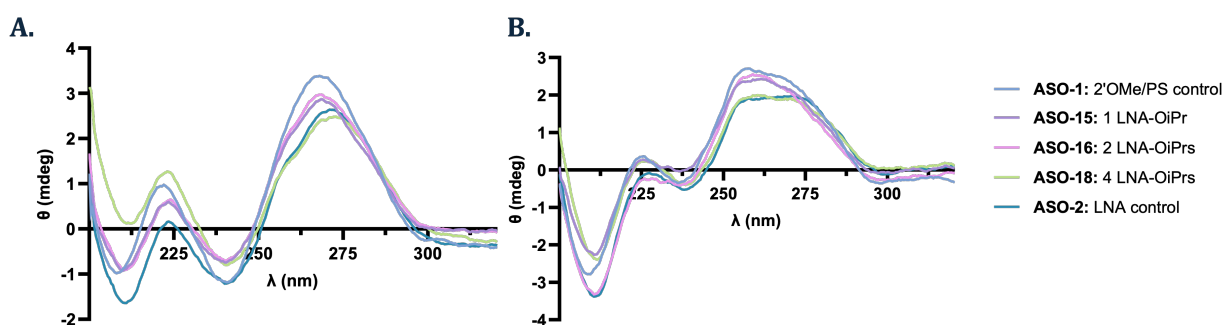 A.
B.
4
3
2
1
0
-1
-2
θ (mdeg)
225
250
275
300
λ (nm)
3
2
1
0
-1
-2
-3
-4
θ (mdeg)
225
250
275
300
λ (nm)
ASO-1: 2'OMe/PS control
ASO-15: 1 LNA-OiPr
ASO-16: 2 LNA-OiPrs
ASO-18: 4 LNA-OiPrs
ASO-2: LNA control